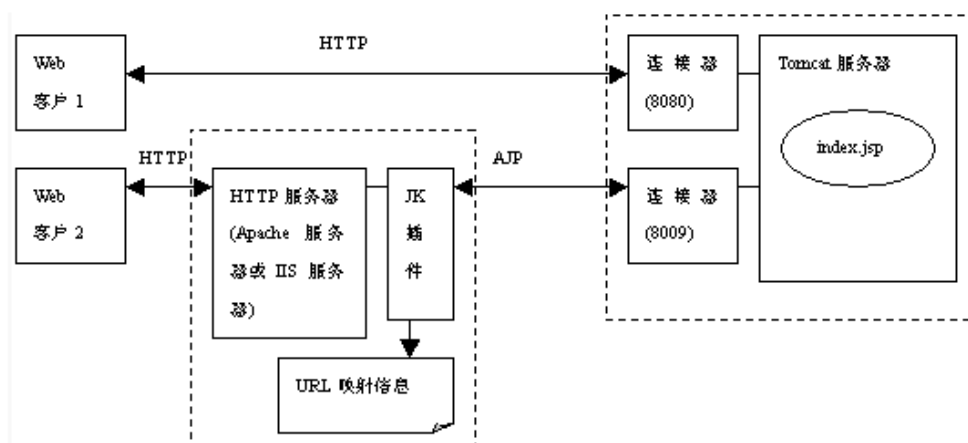 HTTP
Web
客户 1
连接器
(8080)
Tomcat 服务器
index.jsp
HTTP
AJP
Web
客户 2
HTTP 服务器
(Apache 服务
器或 IIS 服务
器)
JK
插
件
连接器
(8009)
URL 映射信息